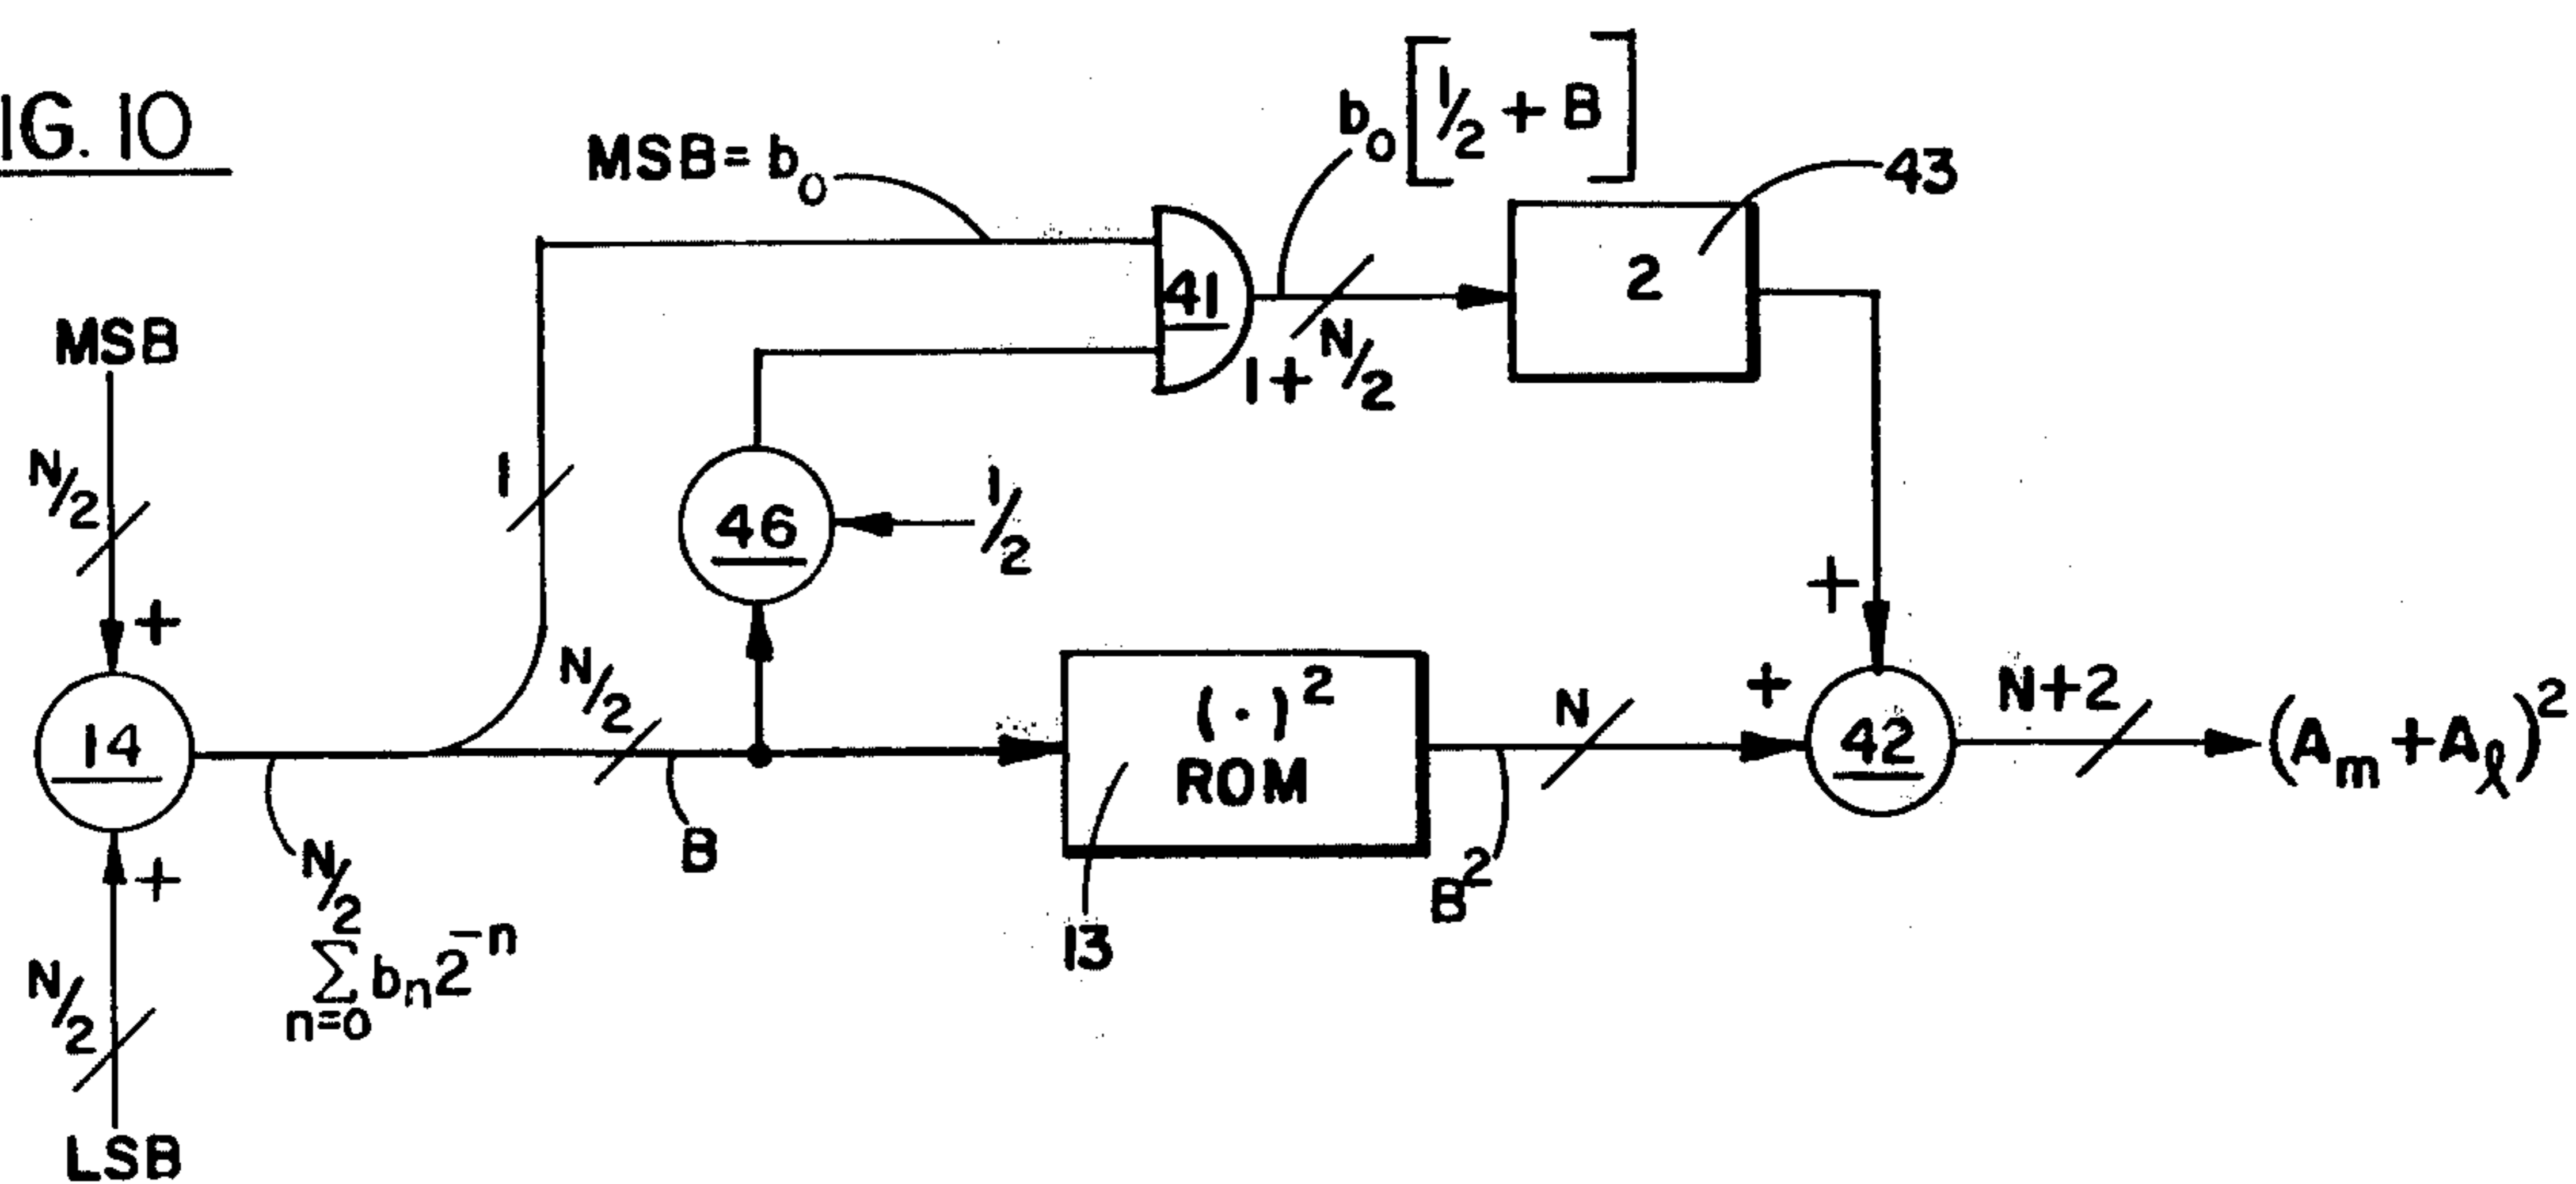 IG. 10
MSB= b₀
b₀[½ + B]
43
41
2
1+ N/2
MSB
N/2
+
1
46
½
+
14
N/2
B
(·)²
ROM
N
+
42
N+2
(Aₘ +Aℓ)²
+
N/2
LSB
N/2
Σ bₙ2⁻ⁿ
n=0
13
B²